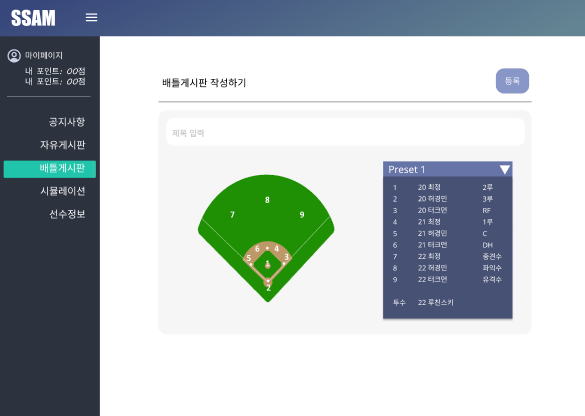 SSAM
마이페이지
내 포인트: 00점
내 포인트: 00점
공지사항
자유게시판
배틀게시판
시뮬레이션
선수정보
배틀게시판 작성하기
등록
제목 입력
8
7 9
6 4
5 3
1
2
Preset 1
1 20 최정 2루
2 20 허경민 3루
3 20 터크먼 RF
4 21 최정 1루
5 21 허경민 C
6 21 터크먼 DH
7 22 최정 중견수
8 22 허경민 좌익수
9 22 터크먼 유격수
투수 22 루친스키